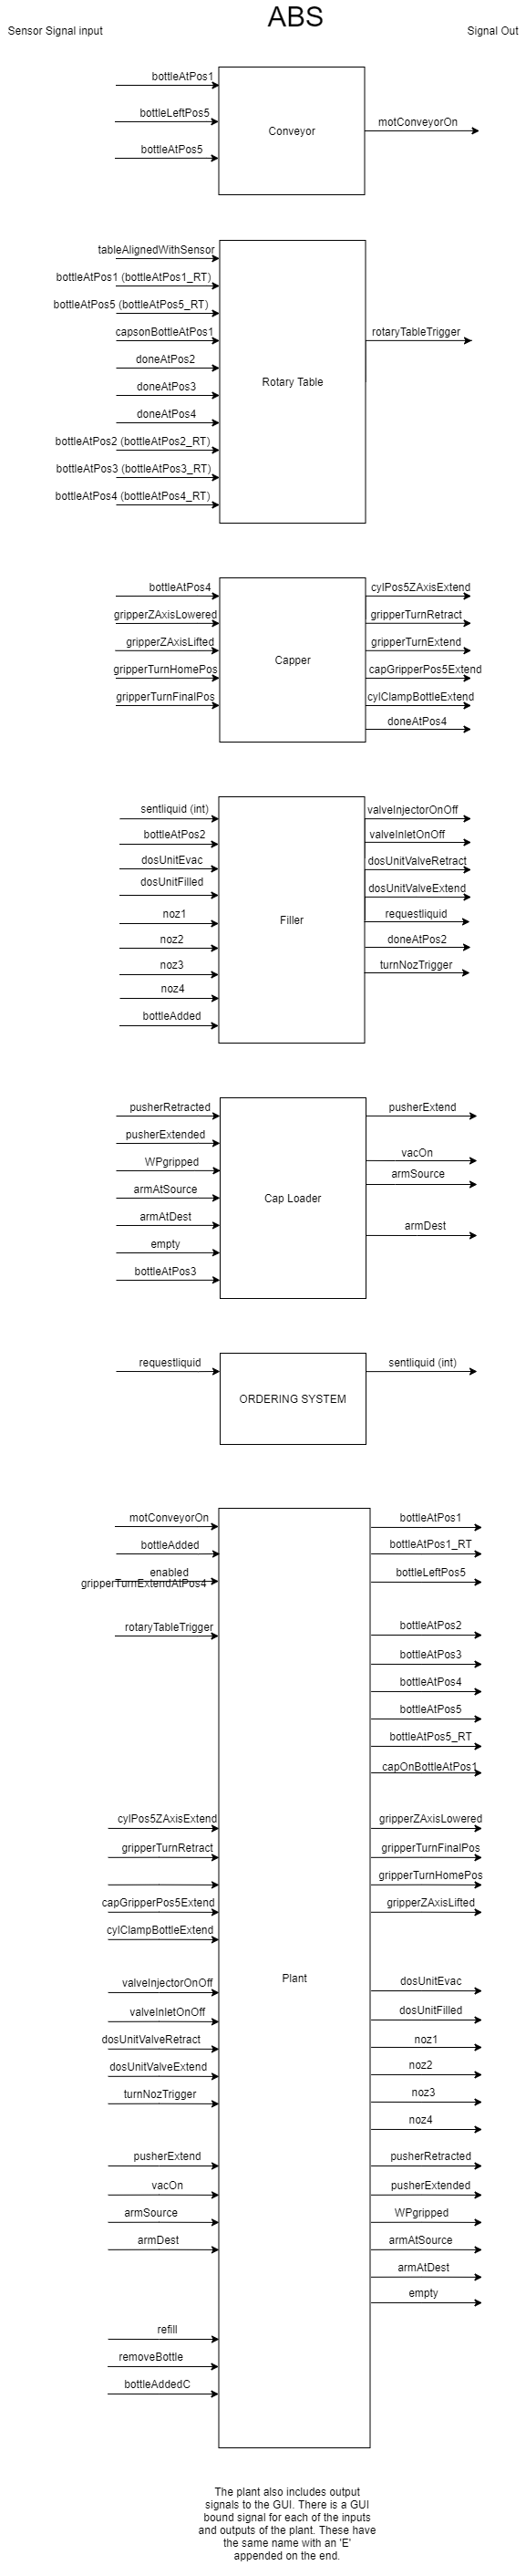 ABS
Sensor Signal input
Signal Out
bottleAtPos1
bottleLeftPos5
bottleAtPos5
Conveyor
motConveyorOn
tableAlignedWithSensor
bottleAtPos1 (bottleAtPos1_RT)
bottleAtPos5 (bottleAtPos5_RT)
capsonBottleAtPos1
doneAtPos2
doneAtPos3
doneAtPos4
bottleAtPos2 (bottleAtPos2_RT)
bottleAtPos3 (bottleAtPos3_RT)
bottleAtPos4 (bottleAtPos4_RT)
Rotary Table
rotaryTableTrigger
bottleAtPos4
gripperZAxisLowered
gripperZAxisLifted
gripperTurnHomePos
gripperTurnFinalPos
Capper
cylPos5ZAxisExtend
gripperTurnRetract
gripperTurnExtend
capGripperPos5Extend
cylClampBottleExtend
doneAtPos4
sentliquid (int)
bottleAtPos2
dosUnitEvac
dosUnitFilled
noz1
noz2
noz3
noz4
bottleAdded
Filler
valveInjectorOnOff
valveInletOnOff
dosUnitValveRetract
dosUnitValveExtend
requestliquid
doneAtPos2
turnNozTrigger
pusherRetracted
pusherExtended
WPgripped
armAtSource
armAtDest
empty
bottleAtPos3
Cap Loader
pusherExtend
vacOn
armSource
armDest
requestliquid
ORDERING SYSTEM
sentliquid (int)
motConveyorOn
bottleAdded
enabled
gripperTurnExtendAtPos4
rotaryTableTrigger
cylPos5ZAxisExtend
gripperTurnRetract
capGripperPos5Extend
cylClampBottleExtend
valveInjectorOnOff
valveInletOnOff
dosUnitValveRetract
dosUnitValveExtend
turnNozTrigger
pusherExtend
vacOn
armSource
armDest
refill
removeBottle
bottleAddedC
Plant
bottleAtPos1
bottleAtPos1_RT
bottleLeftPos5
bottleAtPos2
bottleAtPos3
bottleAtPos4
bottleAtPos5
bottleAtPos5_RT
capOnBottleAtPos1
gripperZAxisLowered
gripperTurnFinalPos
gripperTurnHomePos
gripperZAxisLifted
dosUnitEvac
dosUnitFilled
noz1
noz2
noz3
noz4
pusherRetracted
pusherExtended
WPgripped
armAtSource
armAtDest
empty
The plant also includes output
signals to the GUI. There is a GUI
bound signal for each of the inputs
and outputs of the plant. These have
the same name with an 'E'
appended on the end.